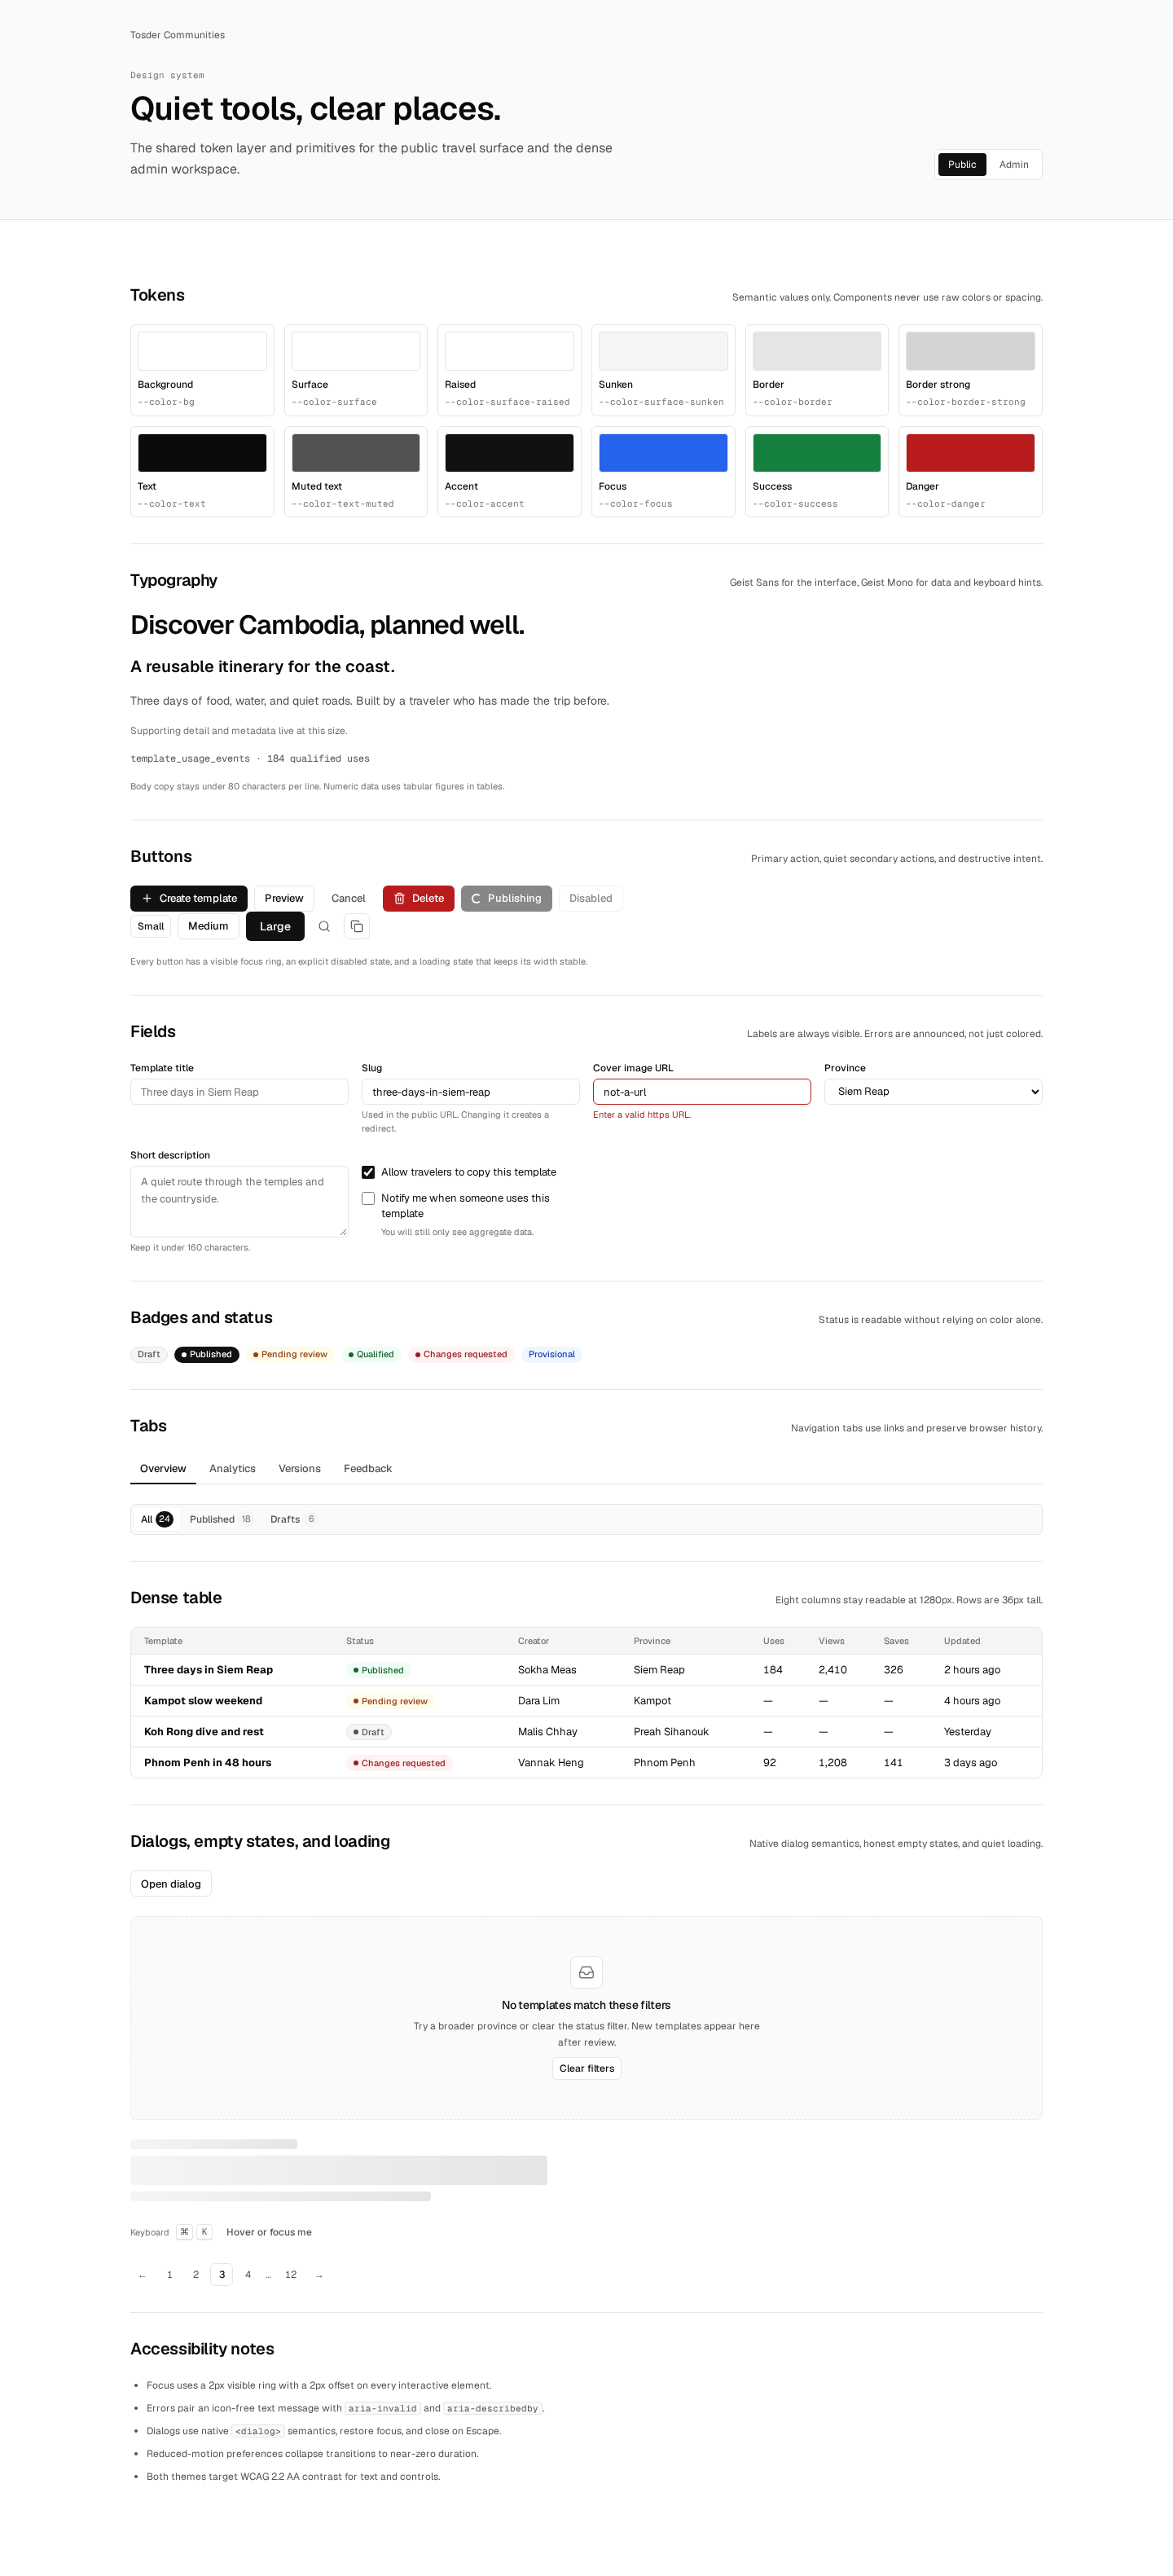 Tosder Communities
Design system
Quiet tools, clear places.
The shared token layer and primitives for the public travel surface and the dense
admin workspace.
Public Admin
Tokens
Semantic values only. Components never use raw colors or spacing.
Background
--color-bg
Surface
--color-surface
Raised
--color-surface-raised
Sunken
--color-surface-sunken
Border
--color-border
Border strong
--color-border-strong
Text
--color-text
Muted text
--color-text-muted
Accent
--color-accent
Focus
--color-focus
Success
--color-success
Danger
--color-danger
Typography
Geist Sans for the interface, Geist Mono for data and keyboard hints.
Discover Cambodia, planned well.
A reusable itinerary for the coast.
Three days of food, water, and quiet roads. Built by a traveler who has made the trip before.
Supporting detail and metadata live at this size.
template_usage_events · 184 qualified uses
Body copy stays under 80 characters per line. Numeric data uses tabular figures in tables.
Buttons
Primary action, quiet secondary actions, and destructive intent.
Create template Preview Cancel Delete Publishing Disabled
Small Medium Large
Every button has a visible focus ring, an explicit disabled state, and a loading state that keeps its width stable.
Fields
Labels are always visible. Errors are announced, not just colored.
Template title
Three days in Siem Reap
Slug
three-days-in-siem-reap
Used in the public URL. Changing it creates a
redirect.
Cover image URL
not-a-url
Enter a valid https URL.
Province
Siem Reap
Short description
A quiet route through the temples and
the countryside.
Keep it under 160 characters.
Allow travelers to copy this template
Notify me when someone uses this
template
You will still only see aggregate data.
Badges and status
Status is readable without relying on color alone.
Draft Published Pending review Qualified Changes requested Provisional
Tabs
Navigation tabs use links and preserve browser history.
Overview Analytics Versions Feedback
All 24 Published 18 Drafts 6
Dense table
Eight columns stay readable at 1280px. Rows are 36px tall.
Template Status Creator Province Uses Views Saves Updated
Three days in Siem Reap Published Sokha Meas Siem Reap 184 2,410 326 2 hours ago
Kampot slow weekend Pending review Dara Lim Kampot — — — 4 hours ago
Koh Rong dive and rest Draft Malis Chhay Preah Sihanouk — — — Yesterday
Phnom Penh in 48 hours Changes requested Vannak Heng Phnom Penh 92 1,208 141 3 days ago
Dialogs, empty states, and loading
Native dialog semantics, honest empty states, and quiet loading.
Open dialog
No templates match these filters
Try a broader province or clear the status filter. New templates appear here
after review.
Clear filters
Keyboard ⌘ K Hover or focus me
← 1 2 3 4 … 12 →
Accessibility notes
• Focus uses a 2px visible ring with a 2px offset on every interactive element.
• Errors pair an icon-free text message with aria-invalid and aria-describedby.
• Dialogs use native <dialog> semantics, restore focus, and close on Escape.
• Reduced-motion preferences collapse transitions to near-zero duration.
• Both themes target WCAG 2.2 AA contrast for text and controls.